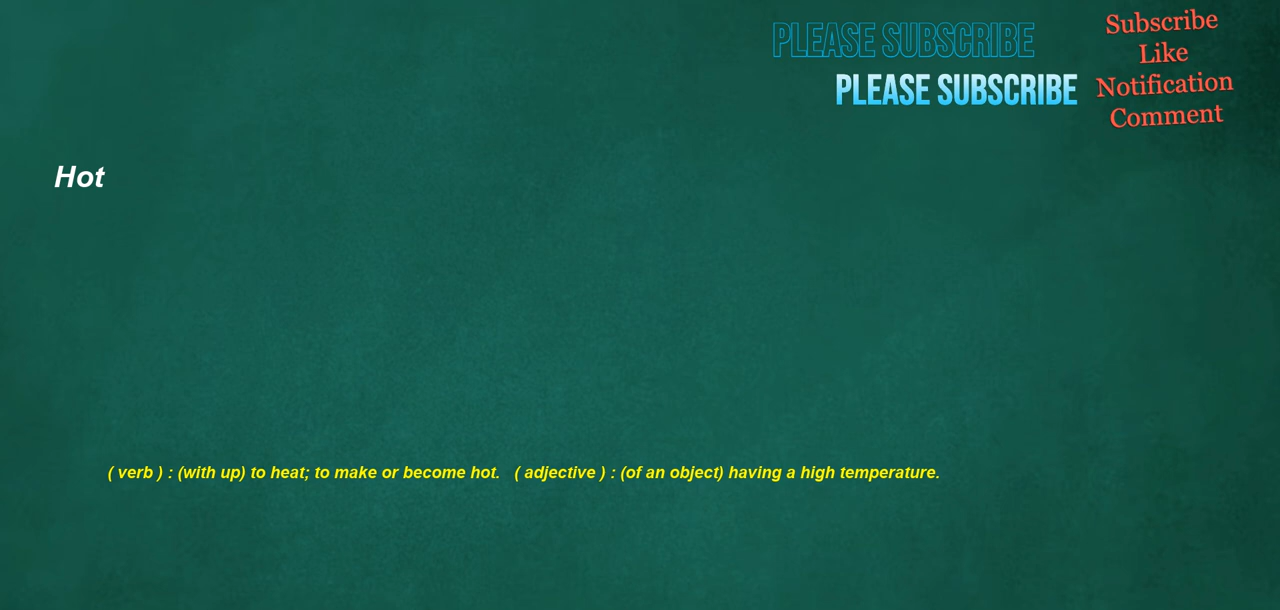 PLEASE SUBSCRIBE
PLEASE SUBSCRIBE
Subscribe
Like
Notification
Comment
Hot
( verb ) : (with up) to heat; to make or become hot.   ( adjective ) : (of an object) having a high temperature.